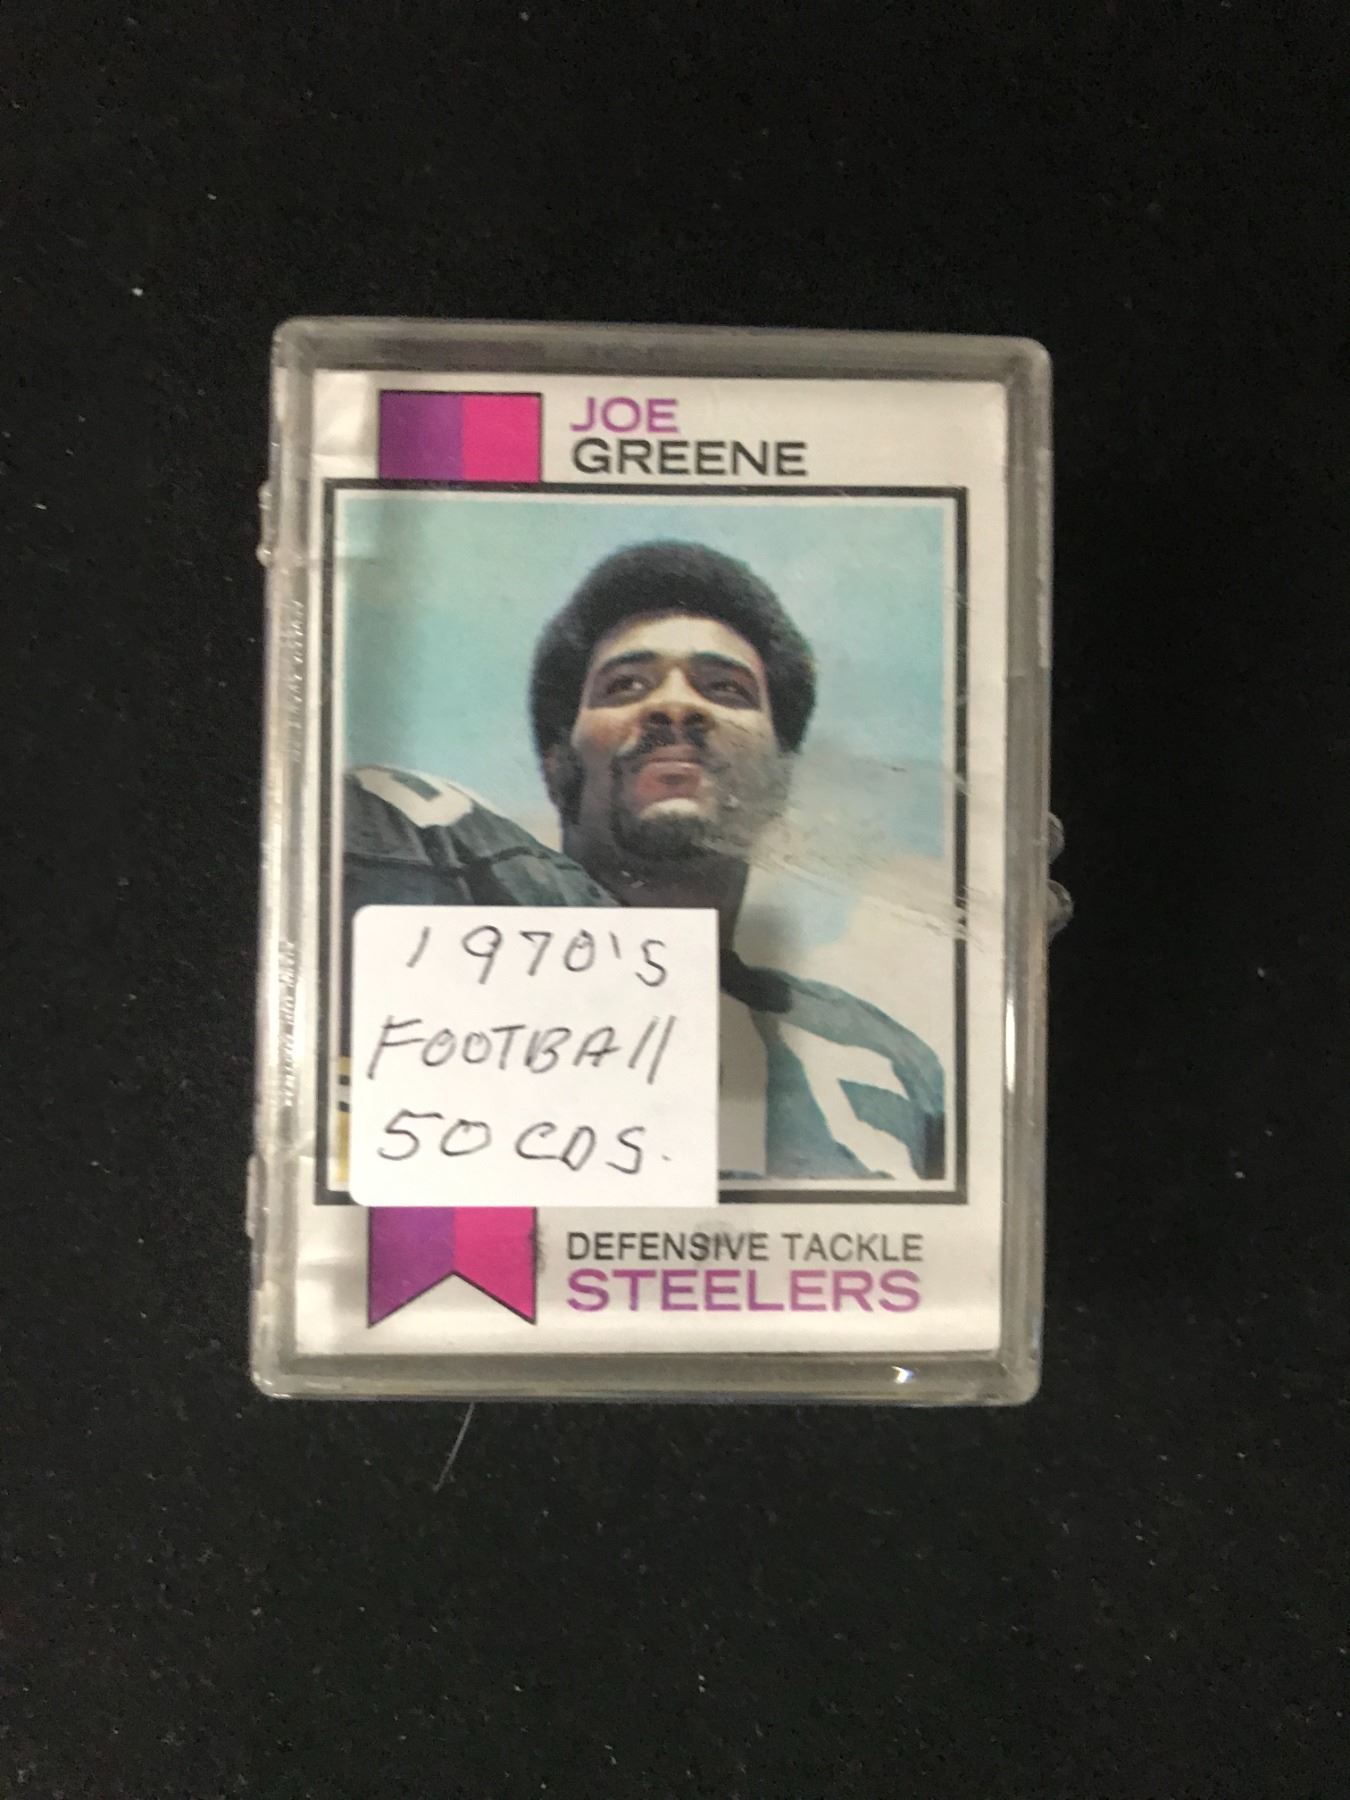 JOE
GREENE
1970'S
FOOTBAll
50 CDS.
DEFENSIVE TACKLE
STEELERS